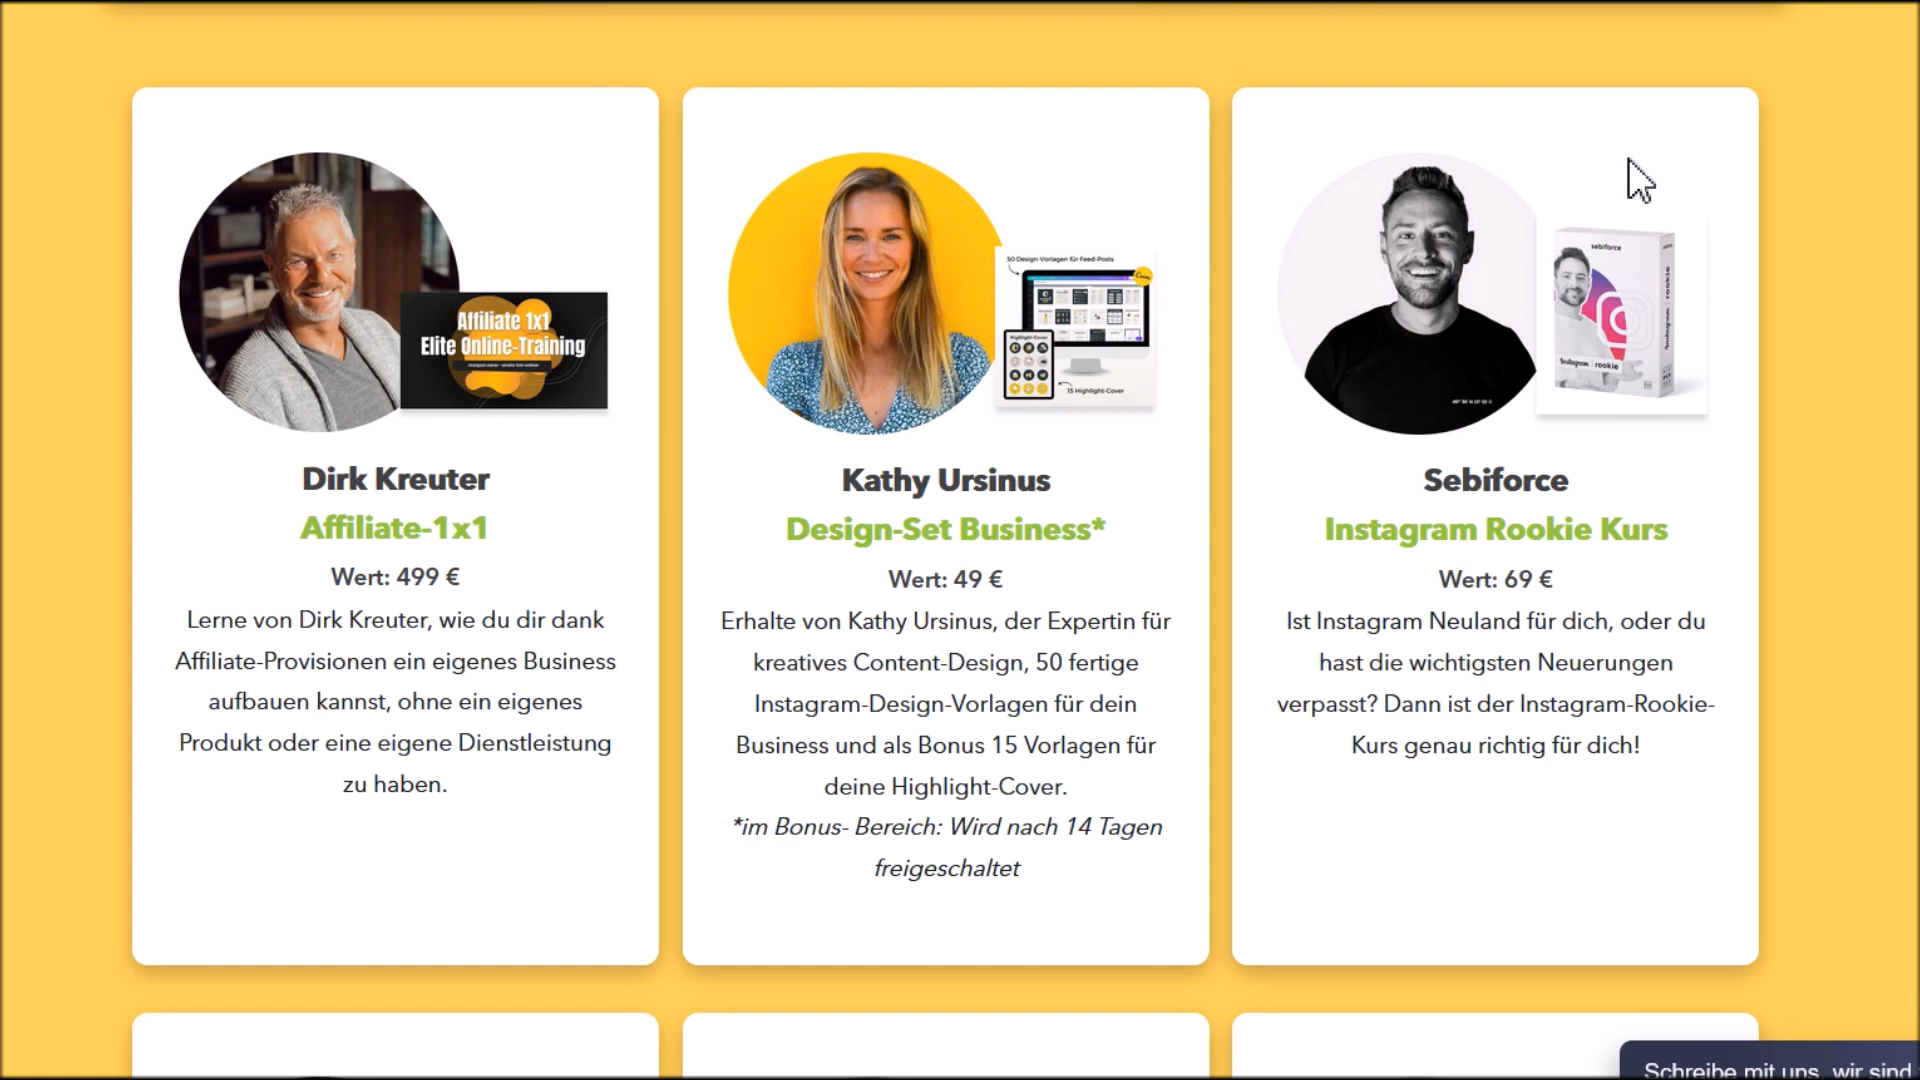 Affiliate 1x1
Elite Online-Training
50 Design-Vorlagen für Feed-Posts
Canva
Highlight-Cover
15 Highlight-Cover
sebiforce
Instagram rookie
Instagram rookie
Dirk Kreuter
Affiliate-1x1
Wert: 499 €
Lerne von Dirk Kreuter, wie du dir dank
Affiliate-Provisionen ein eigenes Business
aufbauen kannst, ohne ein eigenes
Produkt oder eine eigene Dienstleistung
zu haben.
Kathy Ursinus
Design-Set Business*
Wert: 49 €
Erhalte von Kathy Ursinus, der Expertin für
kreatives Content-Design, 50 fertige
Instagram-Design-Vorlagen für dein
Business und als Bonus 15 Vorlagen für
deine Highlight-Cover.
*im Bonus- Bereich: Wird nach 14 Tagen
freigeschaltet
Sebiforce
Instagram Rookie Kurs
Wert: 69 €
Ist Instagram Neuland für dich, oder du
hast die wichtigsten Neuerungen
verpasst? Dann ist der Instagram-Rookie-
Kurs genau richtig für dich!
Schreibe mit uns, wir sind